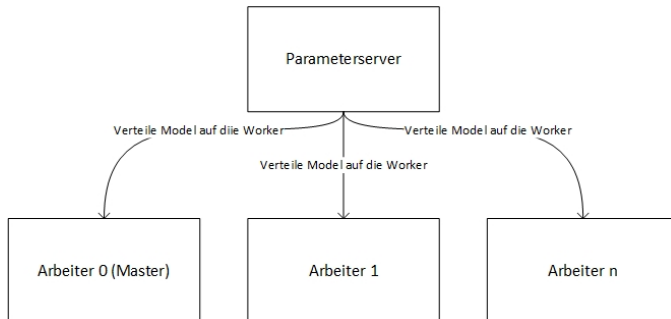 Parameterserver
Verteile Model auf diie Worker
Verteile Model auf die Worker
Verteile Model auf die Worker
Arbeiter 0 (Master)
Arbeiter 1
Arbeiter n